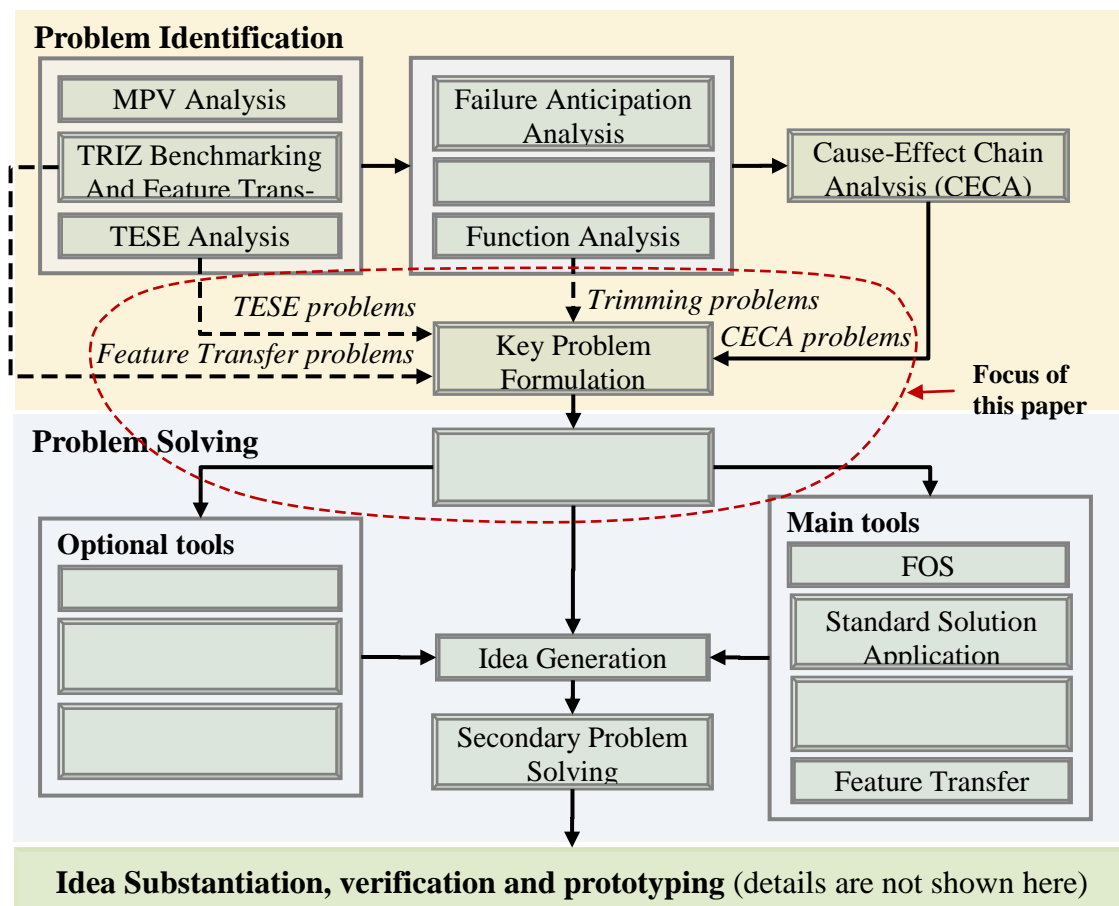 Problem Identification
MPV Analysis
TRIZ Benchmarking
And Feature Trans-
TESE Analysis
Failure Anticipation
Analysis
Function Analysis
Cause-Effect Chain
Analysis (CECA)
TESE problems
Trimming problems
Feature Transfer problems
CECA problems
Key Problem
Formulation
Focus of
this paper
Problem Solving
Optional tools
Main tools
FOS
Standard Solution
Application
Feature Transfer
Idea Generation
Secondary Problem
Solving
Idea Substantiation, verification and prototyping (details are not shown here)